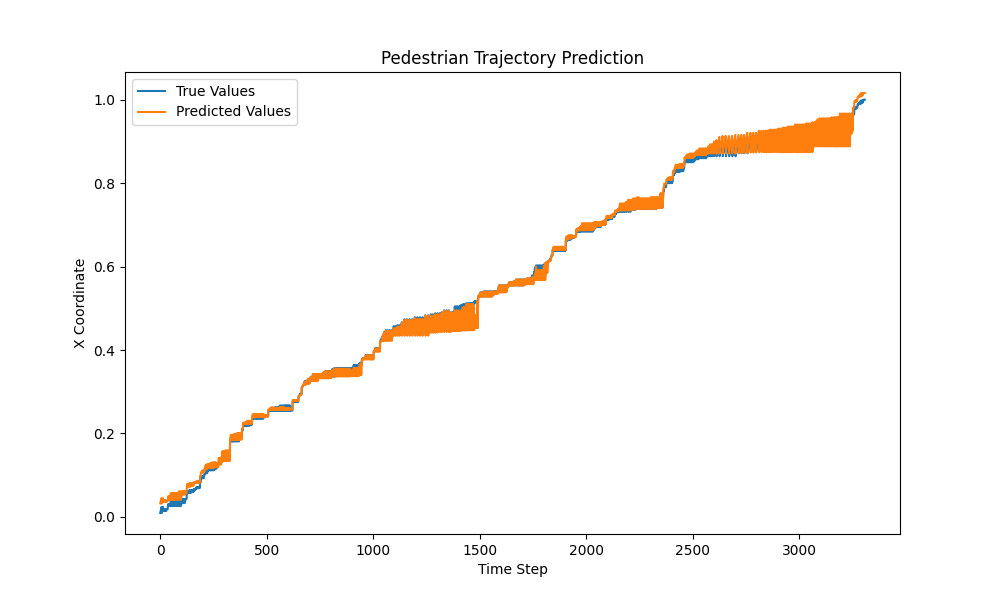 Pedestrian Trajectory Prediction
True Values
Predicted Values
1.0
0.8
0.6
0.4
0.2
0.0
X Coordinate
0
500
1000
1500
2000
2500
3000
Time Step